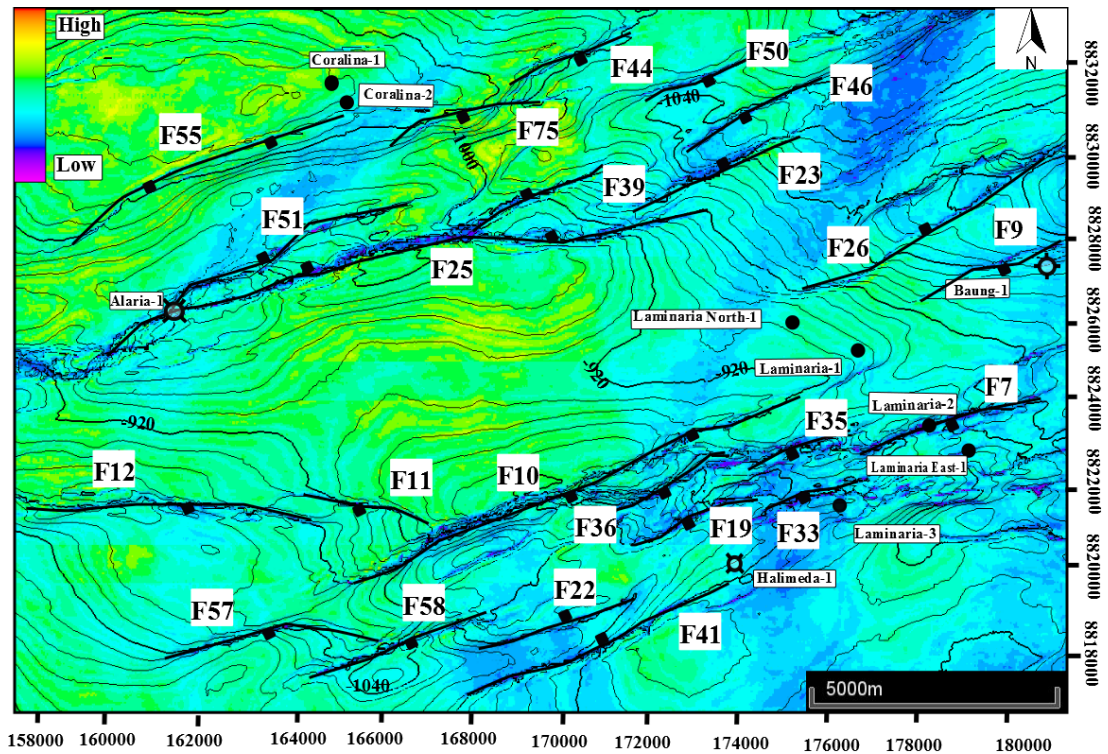 High
Low
N
Coralina-1
Coralina-2
F44
F50
-1040
F46
F55
F75
-1000
F23
F39
F51
F26
F9
F25
Baung-1
Alaria-1
Laminaria North-1
-920
-920
Laminaria-1
F7
Laminaria-2
-920
F35
Laminaria East-1
F12
F11
F10
F36
F19
F33
Laminaria-3
Halimeda-1
F22
F57
F58
F41
-1040
5000m
8832000
8830000
8828000
8826000
8824000
8822000
8820000
8818000
158000
160000
162000
164000
166000
168000
170000
172000
174000
176000
178000
180000